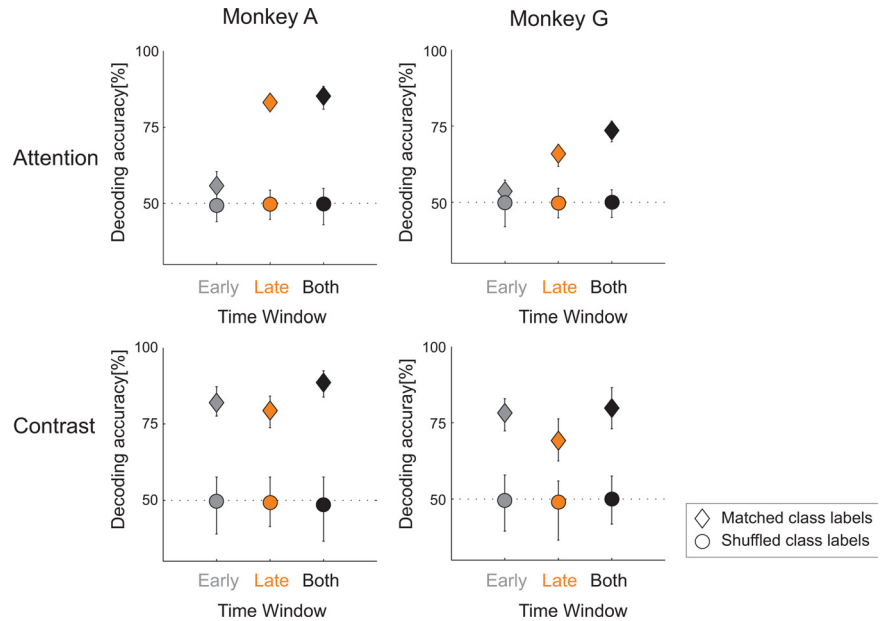 Monkey A
Monkey G
Attention
Decoding accuracy[%]
100
75
50
Early Late Both
Time Window
Decoding accuracy[%]
100
75
50
Early Late Both
Time Window
Contrast
Decoding accuracy[%]
100
75
50
Early Late Both
Time Window
Decoding accuray[%]
100
75
50
Early Late Both
Time Window
Matched class labels
Shuffled class labels